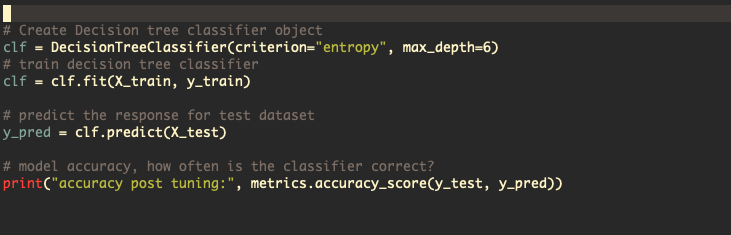 # Create Decision tree classifier object
clf = DecisionTreeClassifier(criterion="entropy", max_depth=6)
# train decision tree classifier
clf = clf.fit(X_train, y_train)
# predict the response for test dataset
y_pred = clf.predict(X_test)
# model accuracy, how often is the classifier correct?
print("accuracy post tuning:", metrics.accuracy_score(y_test, y_pred))